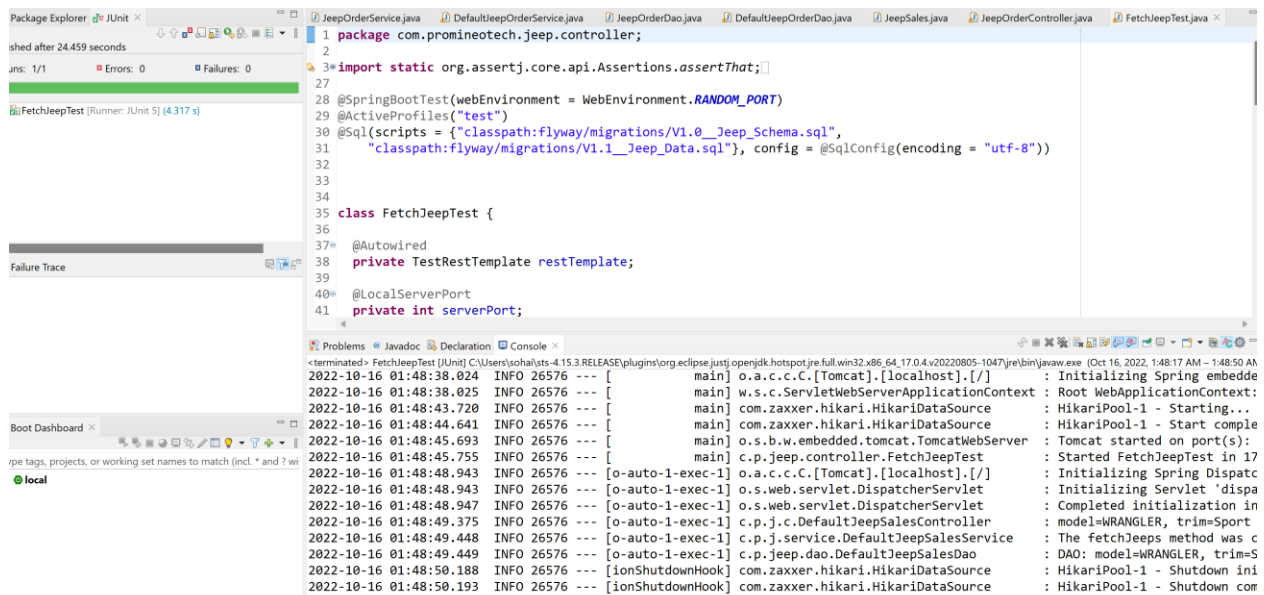 Package Explorer JUnit ×
shed after 24.459 seconds
uns: 1/1 Errors: 0 Failures: 0
FetchJeepTest [Runner: JUnit 5] (4.317 s)
Failure Trace
Boot Dashboard ×
ype tags, projects, or working set names to match (incl. * and ? wi
local
JeepOrderService.java DefaultJeepOrderService.java JeepOrderDao.java DefaultJeepOrderDao.java JeepSales.java JeepOrderController.java FetchJeepTest.java ×
1 package com.promineotech.jeep.controller;
2
3 import static org.assertj.core.api.Assertions.assertThat;
27
28 @SpringBootTest(webEnvironment = WebEnvironment.RANDOM_PORT)
29 @ActiveProfiles("test")
30 @Sql(scripts = {"classpath:flyway/migrations/V1.0__Jeep_Schema.sql",
31 "classpath:flyway/migrations/V1.1__Jeep_Data.sql"}, config = @SqlConfig(encoding = "utf-8"))
32
33
34
35 class FetchJeepTest {
36
37 @Autowired
38 private TestRestTemplate restTemplate;
39
40 @LocalServerPort
41 private int serverPort;
Problems Javadoc Declaration Console ×
<terminated> FetchJeepTest [JUnit] C:\Users\sohai\sts-4.15.3.RELEASE\plugins\org.eclipse.justj.openjdk.hotspot.jre.full.win32.x86_64_17.0.4.v20220805-1047\jre\bin\javaw.exe (Oct 16, 2022, 1:48:17 AM – 1:48:50 AM
2022-10-16 01:48:38.024 INFO 26576 --- [ main] o.a.c.c.C.[Tomcat].[localhost].[/] : Initializing Spring embedde
2022-10-16 01:48:38.025 INFO 26576 --- [ main] w.s.c.ServletWebServerApplicationContext : Root WebApplicationContext:
2022-10-16 01:48:43.720 INFO 26576 --- [ main] com.zaxxer.hikari.HikariDataSource : HikariPool-1 - Starting...
2022-10-16 01:48:44.641 INFO 26576 --- [ main] com.zaxxer.hikari.HikariDataSource : HikariPool-1 - Start comple
2022-10-16 01:48:45.693 INFO 26576 --- [ main] o.s.b.w.embedded.tomcat.TomcatWebServer : Tomcat started on port(s):
2022-10-16 01:48:45.755 INFO 26576 --- [ main] c.p.jeep.controller.FetchJeepTest : Started FetchJeepTest in 17
2022-10-16 01:48:48.943 INFO 26576 --- [o-auto-1-exec-1] o.a.c.c.C.[Tomcat].[localhost].[/] : Initializing Spring Dispatc
2022-10-16 01:48:48.943 INFO 26576 --- [o-auto-1-exec-1] o.s.web.servlet.DispatcherServlet : Initializing Servlet 'dispa
2022-10-16 01:48:48.947 INFO 26576 --- [o-auto-1-exec-1] o.s.web.servlet.DispatcherServlet : Completed initialization in
2022-10-16 01:48:49.375 INFO 26576 --- [o-auto-1-exec-1] c.p.j.c.DefaultJeepSalesController : model=WRANGLER, trim=Sport
2022-10-16 01:48:49.448 INFO 26576 --- [o-auto-1-exec-1] c.p.j.service.DefaultJeepSalesService : The fetchJeeps method was c
2022-10-16 01:48:49.449 INFO 26576 --- [o-auto-1-exec-1] c.p.jeep.dao.DefaultJeepSalesDao : DAO: model=WRANGLER, trim=S
2022-10-16 01:48:50.188 INFO 26576 --- [ionShutdownHook] com.zaxxer.hikari.HikariDataSource : HikariPool-1 - Shutdown ini
2022-10-16 01:48:50.193 INFO 26576 --- [ionShutdownHook] com.zaxxer.hikari.HikariDataSource : HikariPool-1 - Shutdown com